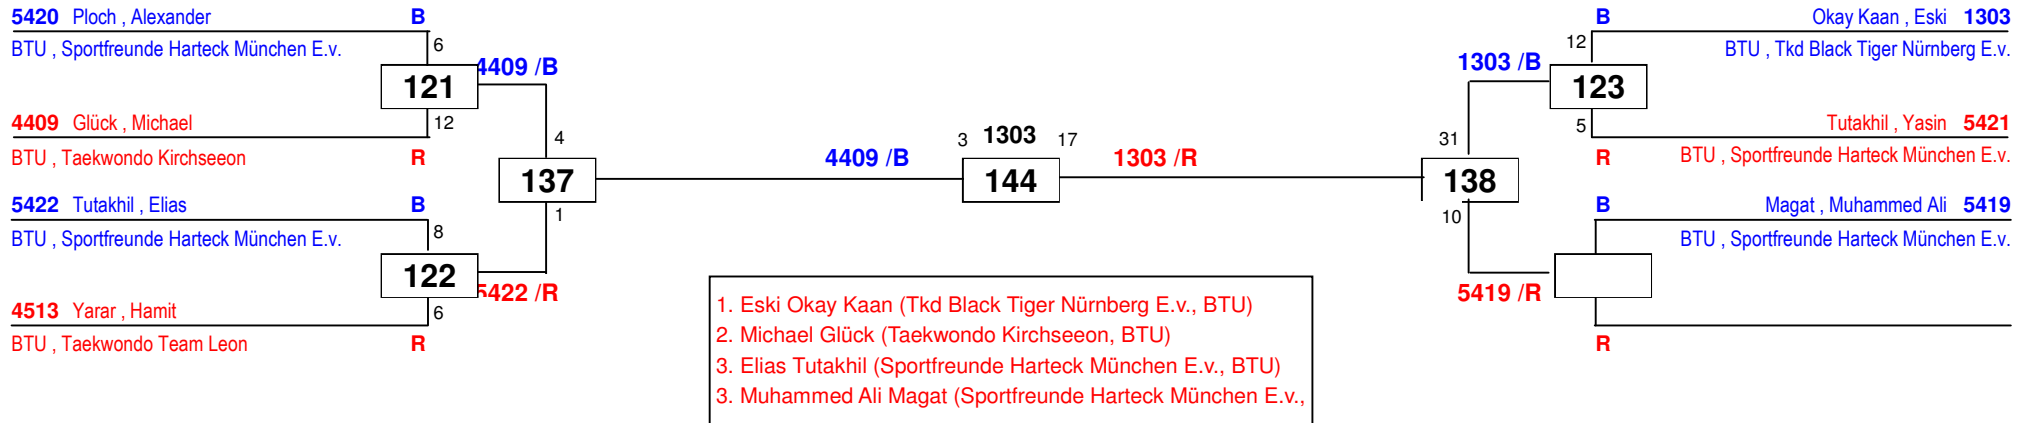 5420 Ploch , Alexander B
BTU , Sportfreunde Harteck München E.v.
6
121
4409 /B
12
4409 Glück , Michael
BTU , Taekwondo Kirchseeon R
4
137
1
5422 Tutakhil , Elias B
BTU , Sportfreunde Harteck München E.v.
8
122
5422 /R
6
4513 Yarar , Hamit
BTU , Taekwondo Team Leon R
4409 /B
3 1303 17
144
1303 /R
B Okay Kaan , Eski 1303
12
BTU , Tkd Black Tiger Nürnberg E.v.
1303 /B
123
5
Tutakhil , Yasin 5421
R BTU , Sportfreunde Harteck München E.v.
31
138
10
B Magat , Muhammed Ali 5419
BTU , Sportfreunde Harteck München E.v.
5419 /R
R
1. Eski Okay Kaan (Tkd Black Tiger Nürnberg E.v., BTU)
2. Michael Glück (Taekwondo Kirchseeon, BTU)
3. Elias Tutakhil (Sportfreunde Harteck München E.v., BTU)
3. Muhammed Ali Magat (Sportfreunde Harteck München E.v.,